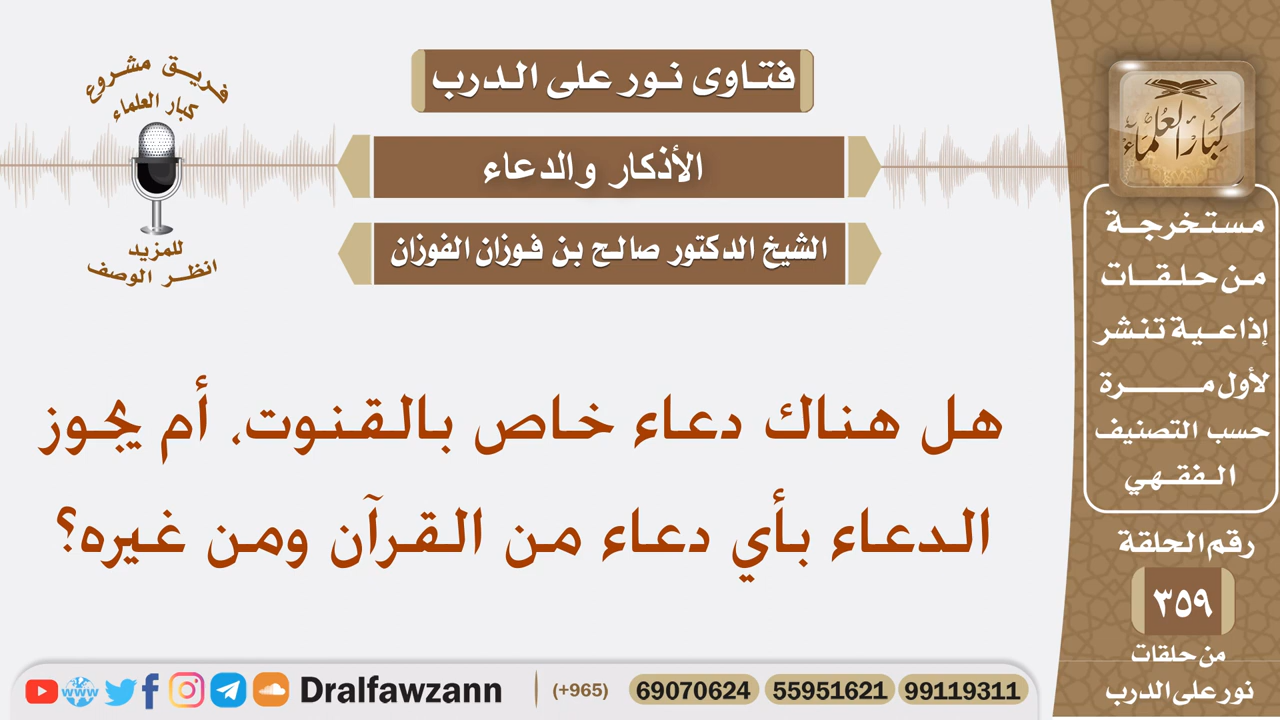 فتاوى نور على الدرب
الأذكار والدعاء
الشيخ الدكتور صالح بن فوزان الفوزان
فريق مشروع
كبار العلماء
للمزيد
انظر الوصف
هل هناك دعاء خاص بالقنوت، أم يجوز
الدعاء بأي دعاء من القرآن ومن غيره؟
كبار العلماء
مستخرجة
من حلقات
إذاعية تنشر
لأول مرة
حسب التصنيف
الفقهي
رقم الحلقة
٣٥٩
من حلقات
نور على الدرب
www Dralfawzann (+965) 69070624 55951621 99119311